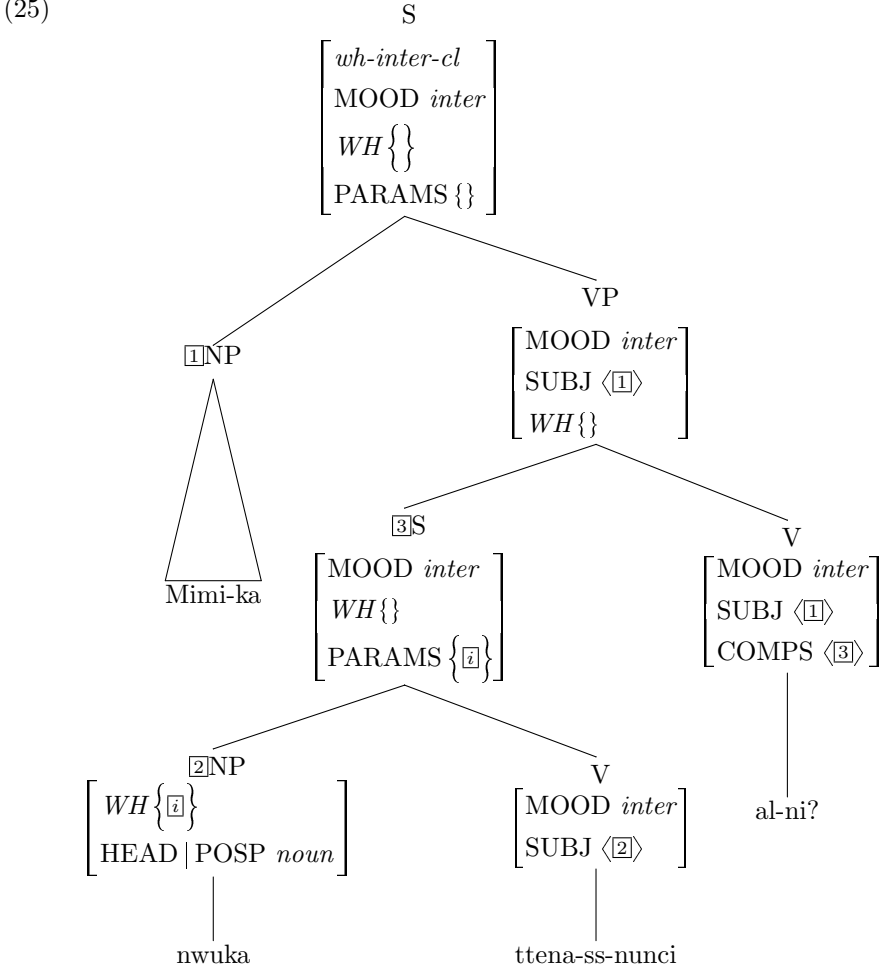 (25)
S
wh-inter-cl
MOOD inter
WH {}
PARAMS {}
VP
MOOD inter
SUBJ ⟨1⟩
WH {}
1NP
Mimi-ka
3S
MOOD inter
WH {}
PARAMS {i}
V
MOOD inter
SUBJ ⟨1⟩
COMPS ⟨3⟩
2NP
WH {i}
HEAD | POSP noun
V
MOOD inter
SUBJ ⟨2⟩
al-ni?
nwuka
ttena-ss-nunci